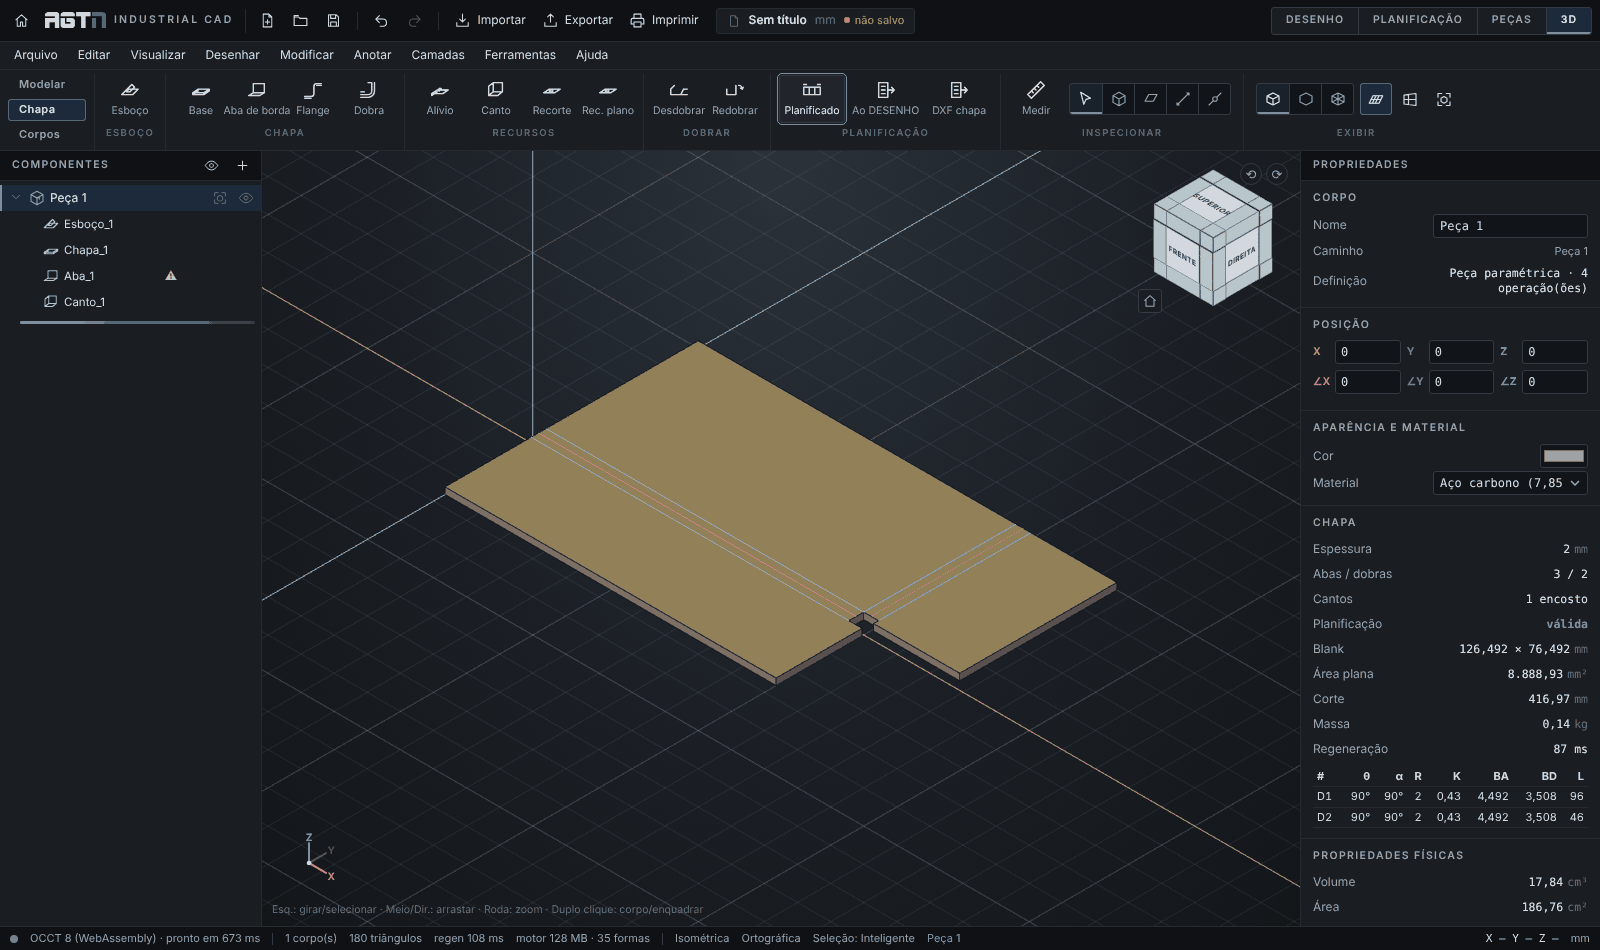 AGTM INDUSTRIAL CAD
Importar
Exportar
Imprimir
Sem título mm não salvo
DESENHO
PLANIFICAÇÃO
PEÇAS
3D
Arquivo Editar Visualizar Desenhar Modificar Anotar Camadas Ferramentas Ajuda
Modelar
Chapa
Corpos
Esboço
ESBOÇO
Base Aba de borda Flange Dobra
CHAPA
Alívio Canto Recorte Rec. plano
RECURSOS
Desdobrar Redobrar
DOBRAR
Planificado Ao DESENHO DXF chapa
PLANIFICAÇÃO
Medir
INSPECIONAR
EXIBIR
COMPONENTES
Peça 1
Esboço_1
Chapa_1
Aba_1
Canto_1
SUPERIOR
FRENTE
DIREITA
Z
Y
X
Esq.: girar/selecionar · Meio/Dir.: arrastar · Roda: zoom · Duplo clique: corpo/enquadrar
PROPRIEDADES
CORPO
Nome Peça 1
Caminho Peça 1
Definição Peça paramétrica · 4
operação(ões)
POSIÇÃO
X 0 Y 0 Z 0
∠X 0 ∠Y 0 ∠Z 0
APARÊNCIA E MATERIAL
Cor
Material Aço carbono (7,85
CHAPA
Espessura 2 mm
Abas / dobras 3 / 2
Cantos 1 encosto
Planificação válida
Blank 126,492 × 76,492 mm
Área plana 8.888,93 mm²
Corte 416,97 mm
Massa 0,14 kg
Regeneração 87 ms
# θ α R K BA BD L
D1 90° 90° 2 0,43 4,492 3,508 96
D2 90° 90° 2 0,43 4,492 3,508 46
PROPRIEDADES FÍSICAS
Volume 17,84 cm³
Área 186,76 cm²
OCCT 8 (WebAssembly) · pronto em 673 ms 1 corpo(s) 180 triângulos regen 108 ms motor 128 MB · 35 formas Isométrica Ortográfica Seleção: Inteligente Peça 1 X – Y – Z – mm